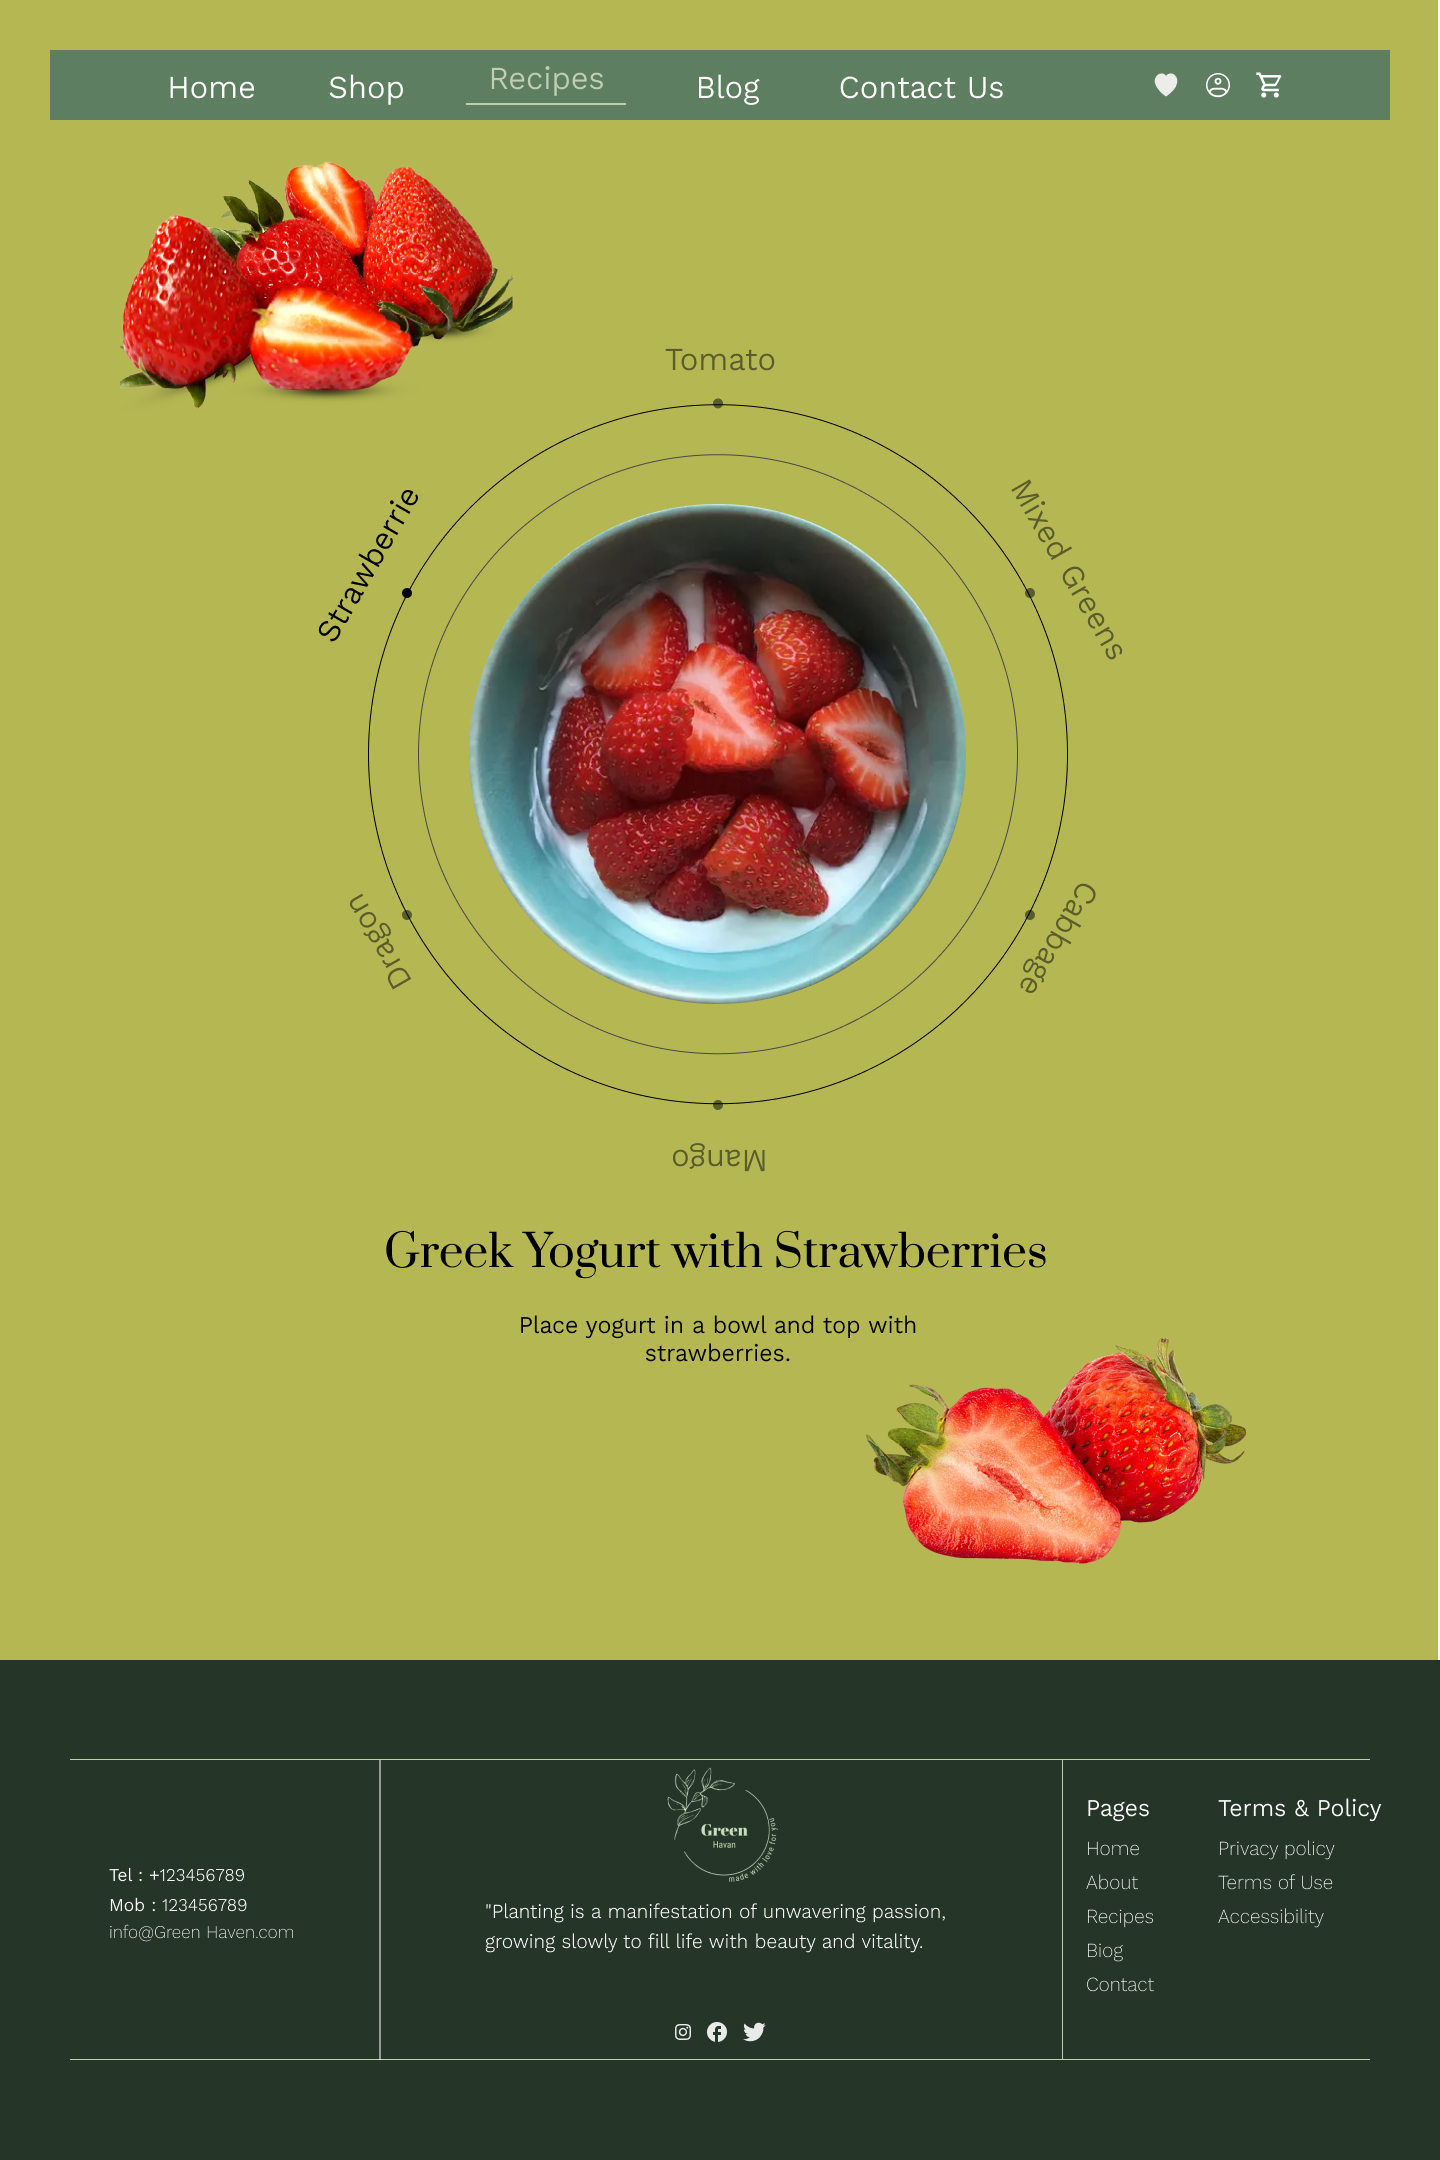 Home Shop Recipes Blog Contact Us
Tomato
Strawberrie
Mixed Greens
Dragon
Cabbage
Mango
Greek Yogurt with Strawberries
Place yogurt in a bowl and top with
strawberries.
Tel : +123456789
Mob : 123456789
info@Green Haven.com
Green
Havan
made with love for you
"Planting is a manifestation of unwavering passion,
growing slowly to fill life with beauty and vitality.
Pages
Home
About
Recipes
Biog
Contact
Terms & Policy
Privacy policy
Terms of Use
Accessibility